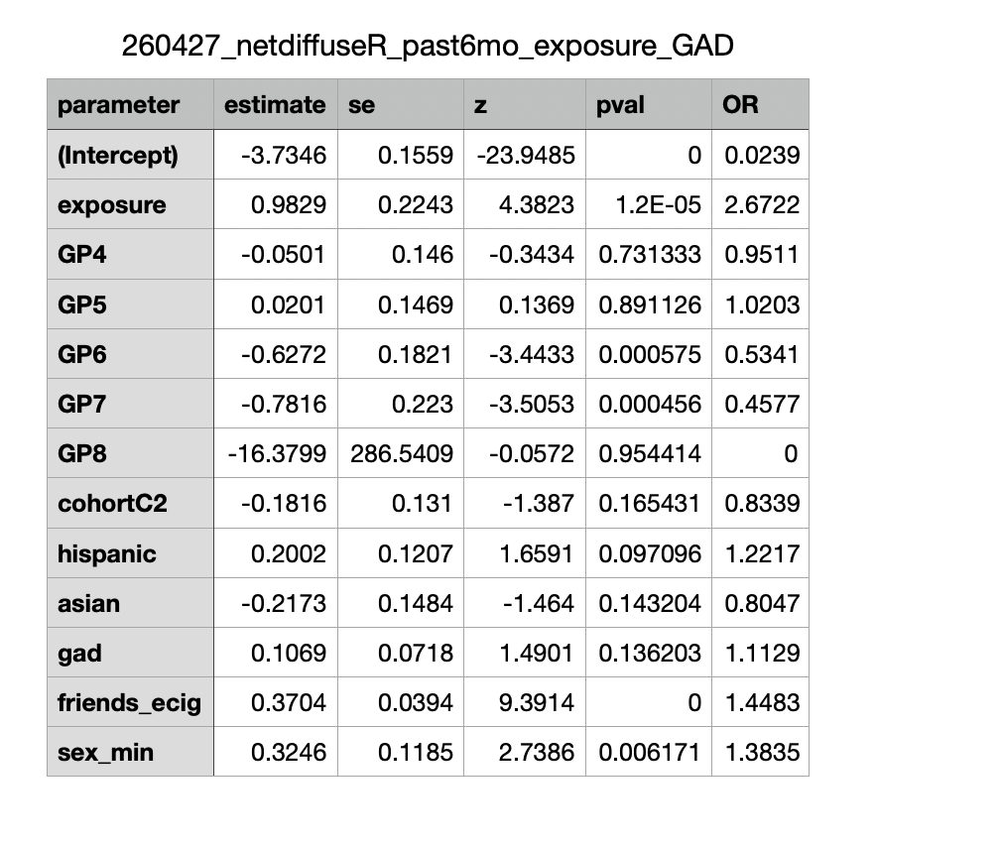 260427_netdiffuseR_past6mo_exposure_GAD
parameter estimate se z pval OR
(Intercept) -3.7346 0.1559 -23.9485 0 0.0239
exposure 0.9829 0.2243 4.3823 1.2E-05 2.6722
GP4 -0.0501 0.146 -0.3434 0.731333 0.9511
GP5 0.0201 0.1469 0.1369 0.891126 1.0203
GP6 -0.6272 0.1821 -3.4433 0.000575 0.5341
GP7 -0.7816 0.223 -3.5053 0.000456 0.4577
GP8 -16.3799 286.5409 -0.0572 0.954414 0
cohortC2 -0.1816 0.131 -1.387 0.165431 0.8339
hispanic 0.2002 0.1207 1.6591 0.097096 1.2217
asian -0.2173 0.1484 -1.464 0.143204 0.8047
gad 0.1069 0.0718 1.4901 0.136203 1.1129
friends_ecig 0.3704 0.0394 9.3914 0 1.4483
sex_min 0.3246 0.1185 2.7386 0.006171 1.3835